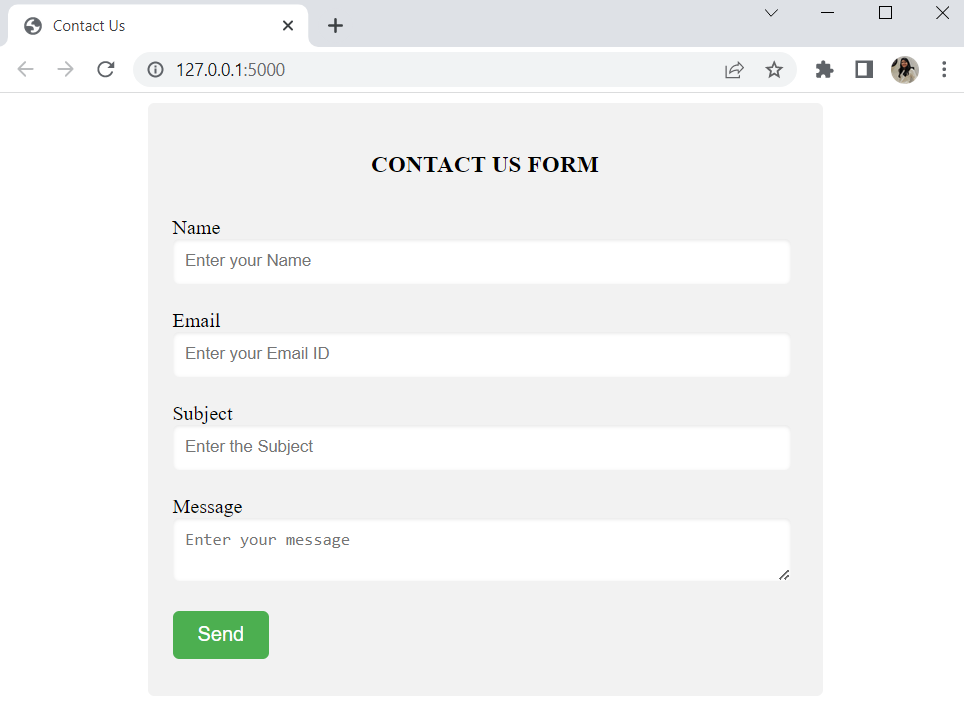 Contact Us
127.0.0.1:5000
CONTACT US FORM
Name
Enter your Name
Email
Enter your Email ID
Subject
Enter the Subject
Message
Enter your message
Send